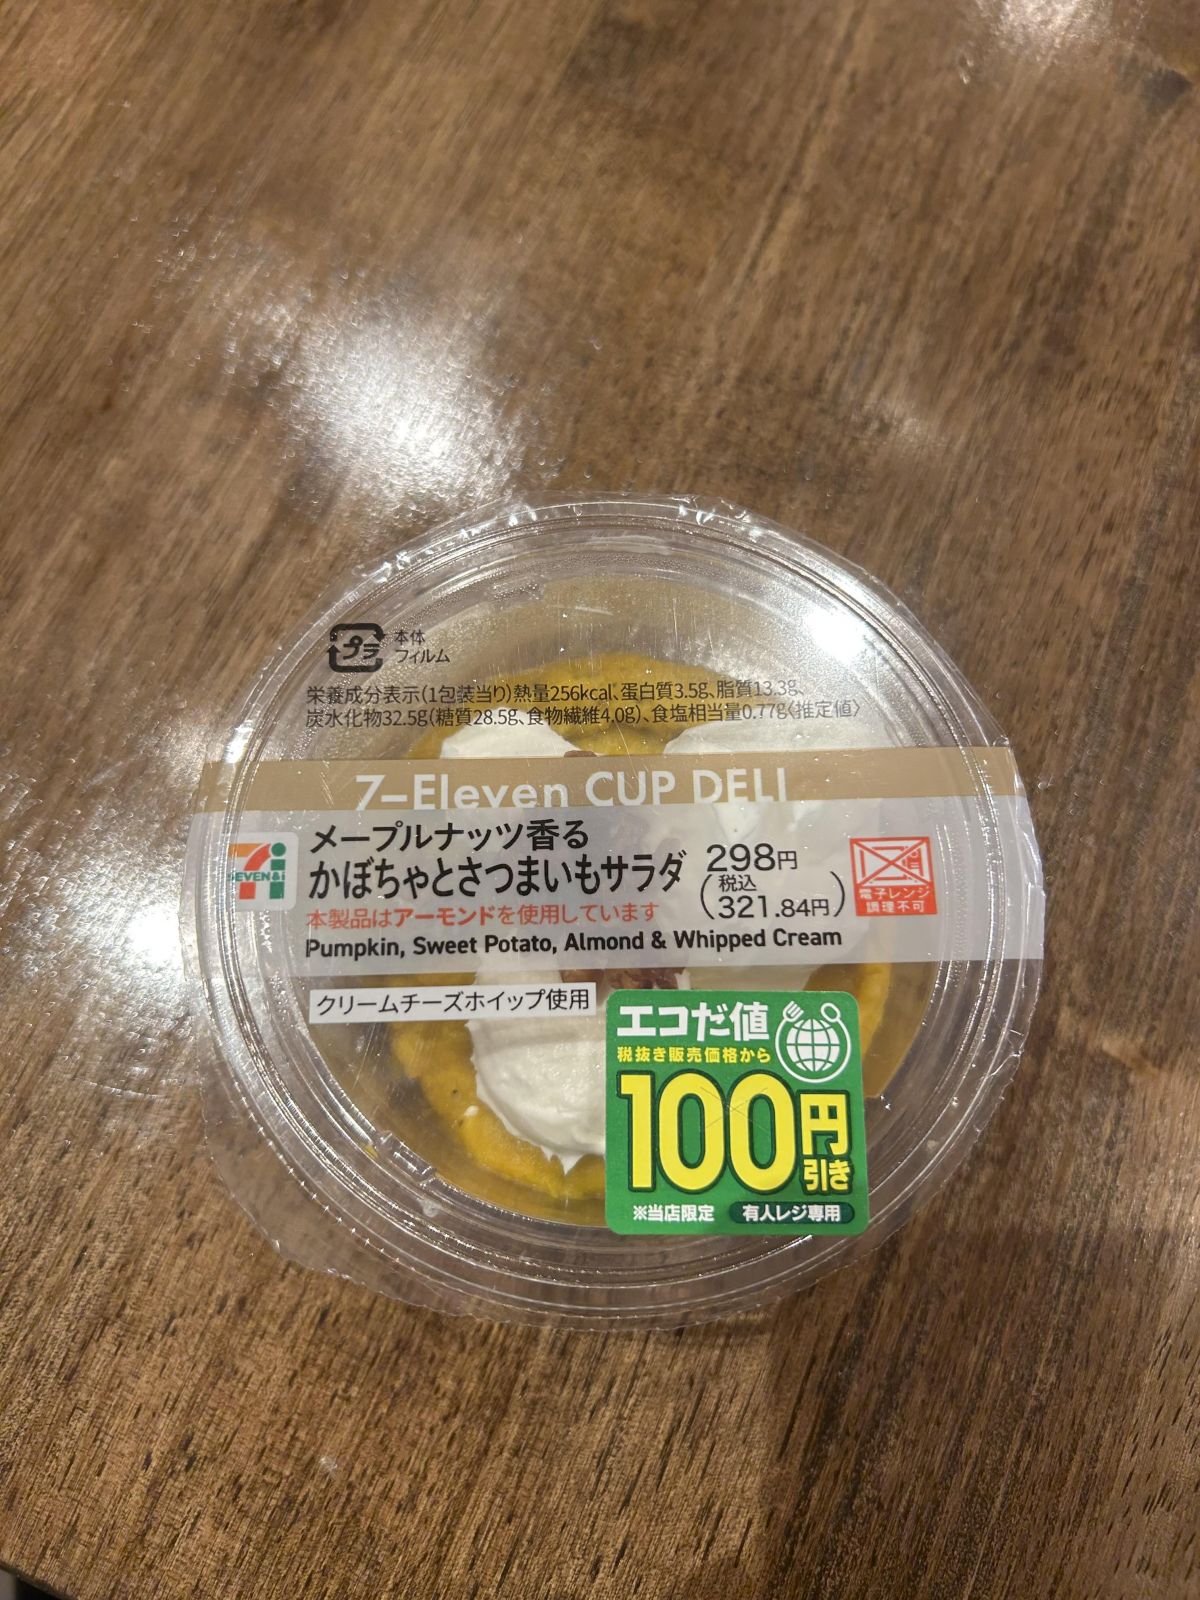 プラ
本体
フィルム
栄養成分表示(1包装当り)熱量256kcal、蛋白質3.5g、脂質13.3g、
炭水化物32.5g(糖質28.5g、食物繊維4.0g)、食塩相当量0.77g〈推定値〉
7-Eleven CUP DELI
SEVEN&i
メープルナッツ香る
かぼちゃとさつまいもサラダ
298円
(税込
321.84円)
電子レンジ
調理不可
本製品はアーモンドを使用しています
Pumpkin, Sweet Potato, Almond & Whipped Cream
クリームチーズホイップ使用
エコだ値
税抜き販売価格から
100円
引き
※当店限定 有人レジ専用